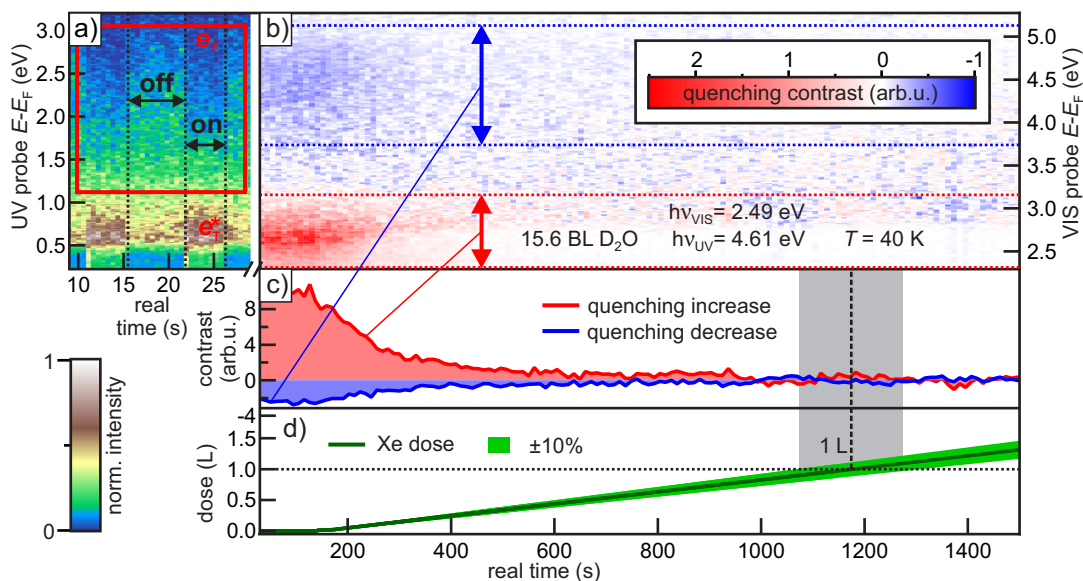 a)
3.0
2.5
2.0
1.5
1.0
0.5
UV probe E-E_F (eV)
e_T
off
on
e*_T
10
15
20
25
real
time (s)
b)
1
0
norm. intensity
2
1
0
-1
quenching contrast (arb.u.)
hν_VIS= 2.49 eV
15.6 BL D₂O
hν_UV= 4.61 eV
T = 40 K
5.0
4.5
4.0
3.5
3.0
2.5
VIS probe E-E_F (eV)
c)
8
4
0
-4
contrast
(arb.u.)
quenching increase
quenching decrease
d)
Xe dose
±10%
1 L
1.5
1.0
0.5
0.0
dose (L)
200
400
600
800
1000
1200
1400
real time (s)